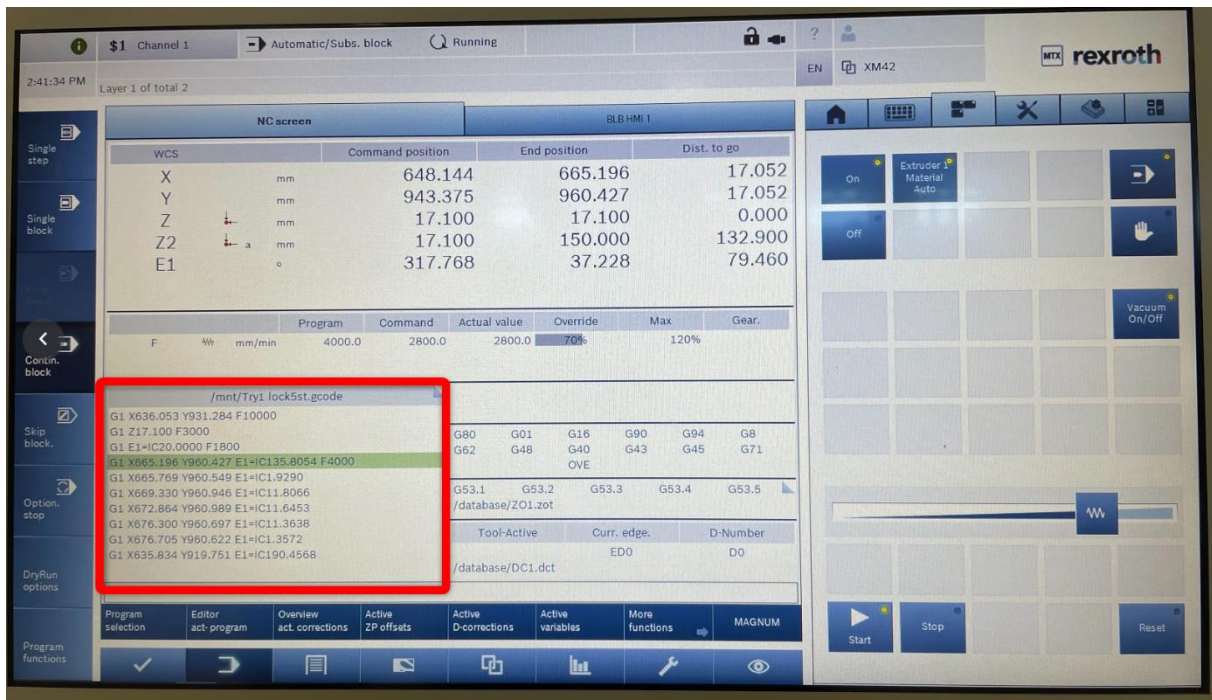 $1 Channel 1 Automatic/Subs. block Running ?
2:41:34 PM
Layer 1 of total 2
EN XM42
MTX rexroth
NC screen BLB HMI 1
Single step
Single block
Contin. block
Skip block.
Option. stop
DryRun options
Program functions
WCS Command position End position Dist. to go
X mm 648.144 665.196 17.052
Y mm 943.375 960.427 17.052
Z mm 17.100 17.100 0.000
Z2 a mm 17.100 150.000 132.900
E1 ° 317.768 37.228 79.460
Program Command Actual value Override Max Gear.
F mm/min 4000.0 2800.0 2800.0 70% 120%
/mnt/Try1 lock5st.gcode
G1 X636.053 Y931.284 F10000
G1 Z17.100 F3000
G1 E1=IC20.0000 F1800
G1 X665.196 Y960.427 E1=IC135.8054 F4000
G1 X665.769 Y960.549 E1=IC1.9290
G1 X669.330 Y960.946 E1=IC11.8066
G1 X672.864 Y960.989 E1=IC11.6453
G1 X676.300 Y960.697 E1=IC11.3638
G1 X676.705 Y960.622 E1=IC1.3572
G1 X635.834 Y919.751 E1=IC190.4568
G80 G01 G16 G90 G94 G8
G62 G48 G40 G43 G45 G71
OVE
G53.1 G53.2 G53.3 G53.4 G53.5
/database/ZO1.zot
Tool-Active Curr. edge. D-Number
ED0 D0
/database/DC1.dct
Program selection
Editor act- program
Overview act. corrections
Active ZP offsets
Active D-corrections
Active variables
More functions
MAGNUM
On
Extruder 1 Material Auto
Off
Vacuum On/Off
Start
Stop
Reset